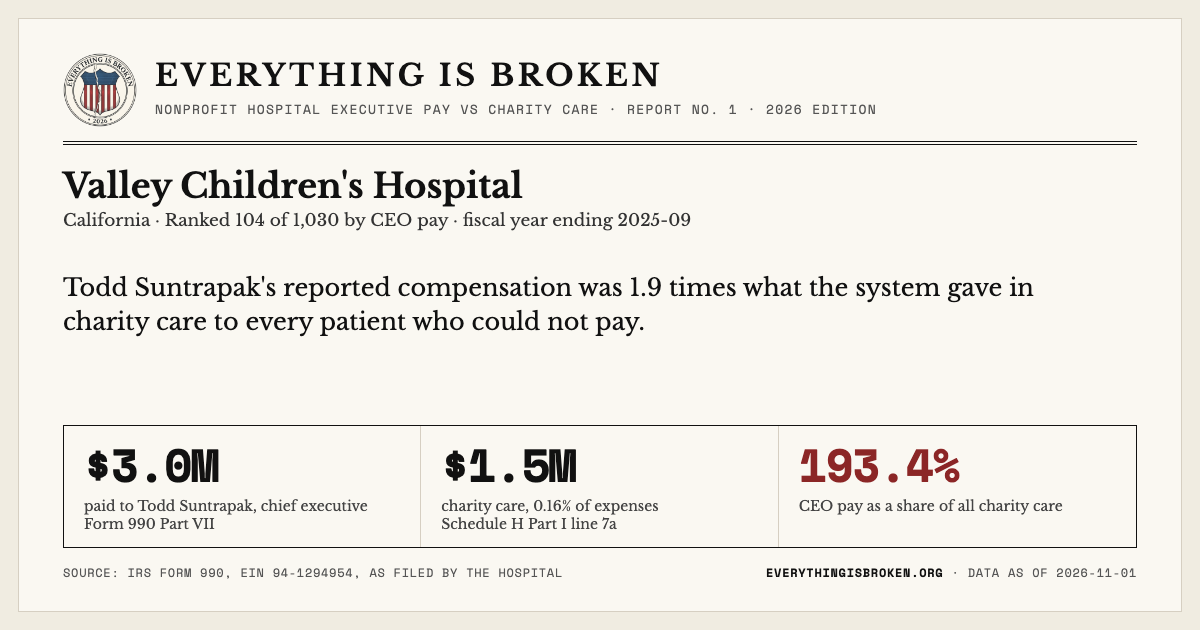 EVERYTHING IS BROKEN
2026
EVERYTHING IS BROKEN
NONPROFIT HOSPITAL EXECUTIVE PAY VS CHARITY CARE · REPORT NO. 1 · 2026 EDITION
Valley Children's Hospital
California · Ranked 104 of 1,030 by CEO pay · fiscal year ending 2025-09
Todd Suntrapak's reported compensation was 1.9 times what the system gave in
charity care to every patient who could not pay.
$3.0M
paid to Todd Suntrapak, chief executive
Form 990 Part VII
$1.5M
charity care, 0.16% of expenses
Schedule H Part I line 7a
193.4%
CEO pay as a share of all charity care
SOURCE: IRS FORM 990, EIN 94-1294954, AS FILED BY THE HOSPITAL
EVERYTHINGISBROKEN.ORG · DATA AS OF 2026-11-01